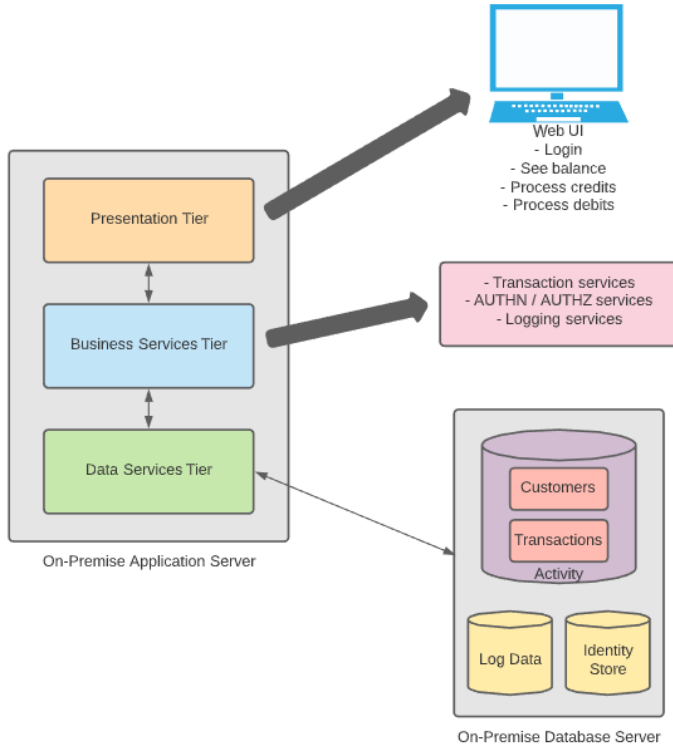 Web UI
- Login
- See balance
- Process credits
- Process debits
Presentation Tier
Business Services Tier
Data Services Tier
On-Premise Application Server
- Transaction services
- AUTHN / AUTHZ services
- Logging services
Customers
Transactions
Activity
Log Data
Identity
Store
On-Premise Database Server